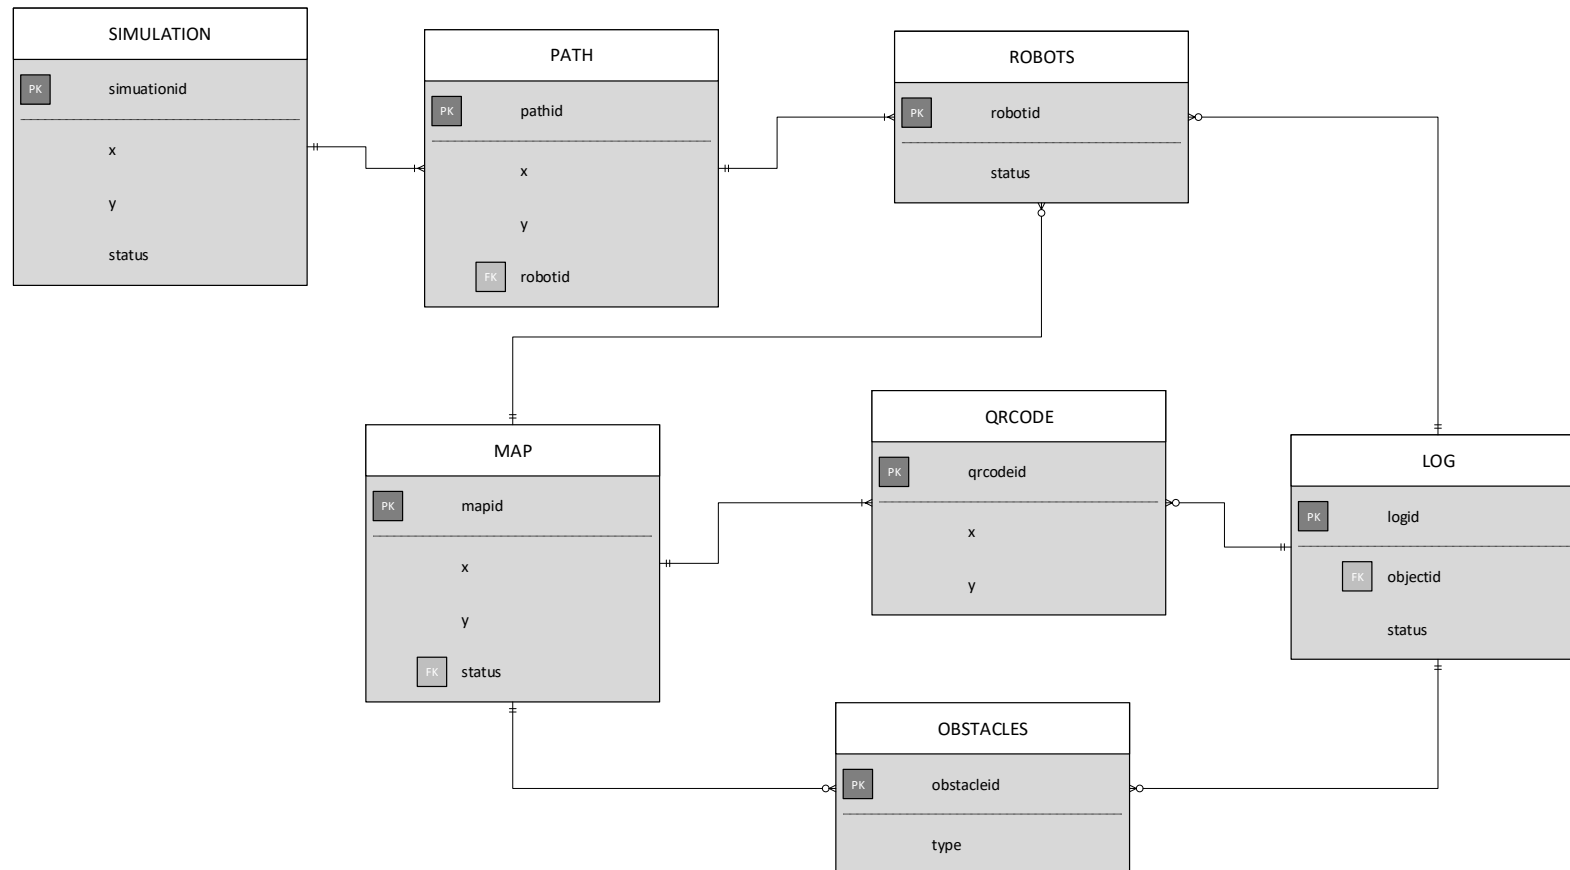 SIMULATION
PK simuationid
x
y
status
PATH
PK pathid
x
y
FK robotid
ROBOTS
PK robotid
status
MAP
PK mapid
x
y
FK status
QRCODE
PK qrcodeid
x
y
LOG
PK logid
FK objectid
status
OBSTACLES
PK obstacleid
type